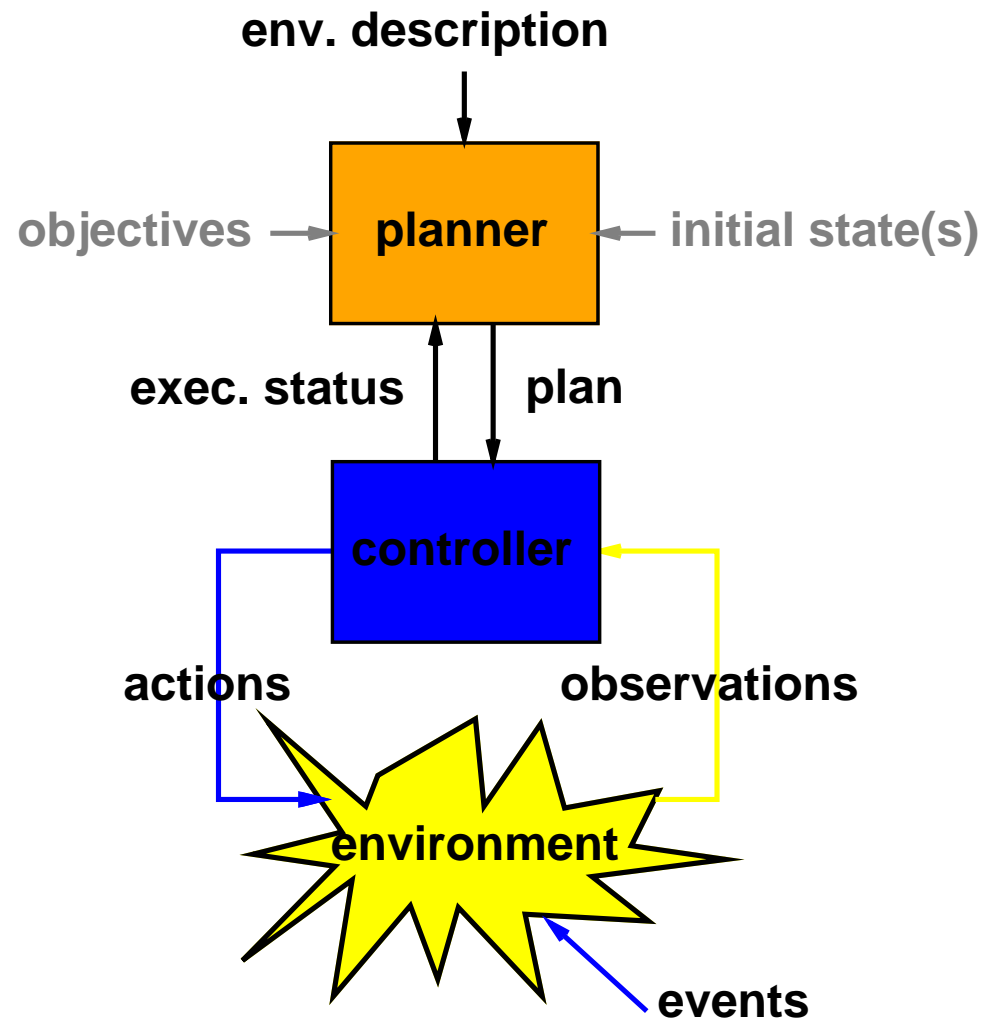 env. description
objectives
planner
initial state(s)
exec. status
plan
controller
actions
observations
environment
events